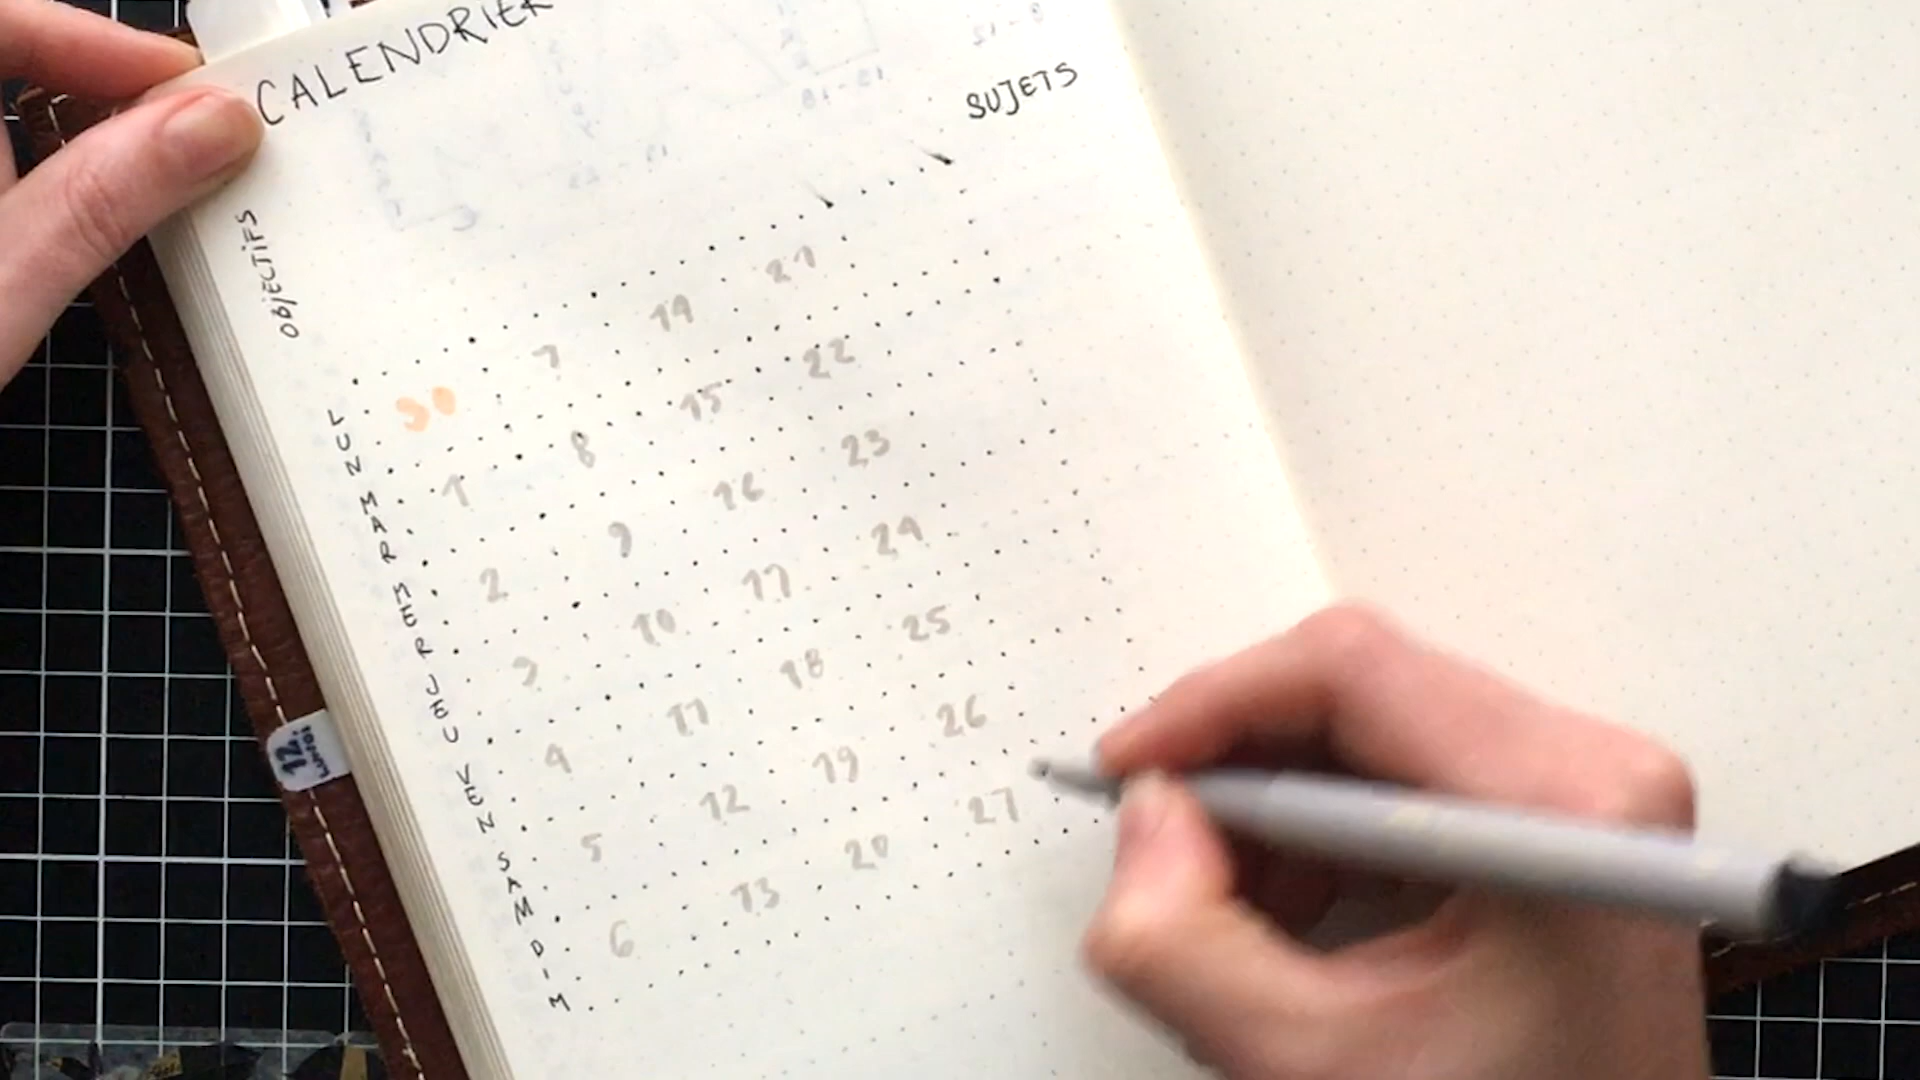 CALENDRIER
SUJETS
OBJECTIFS
LUN 30 7 14 21
MAR 1 8 15 22
MER 2 9 16 23
JEU 3 10 17 24
VEN 4 11 18 25
SAM 5 12 19 26
DIM 6 13 20 27
12